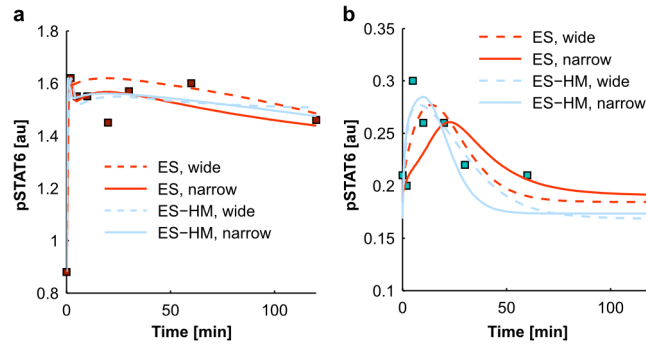 a
pSTAT6 [au]
1.8
1.6
1.4
1.2
1
0.8
ES, wide
ES, narrow
ES−HM, wide
ES−HM, narrow
0
50
100
Time [min]
b
pSTAT6 [au]
0.35
0.3
0.25
0.2
0.15
0.1
ES, wide
ES, narrow
ES−HM, wide
ES−HM, narrow
0
50
100
Time [min]